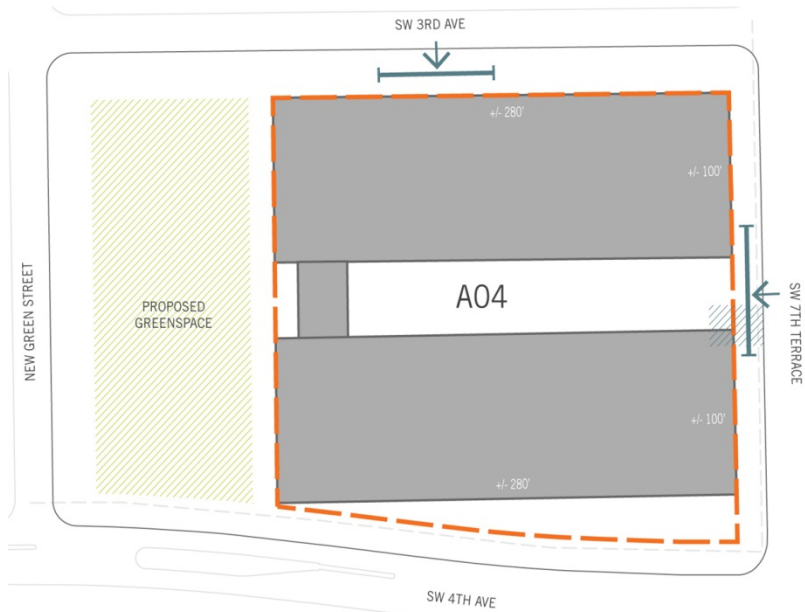 SW 3RD AVE
+/- 280'
+/- 100'
NEW GREEN STREET
PROPOSED
GREENSPACE
A04
SW 7TH TERRACE
+/- 100'
+/- 280'
SW 4TH AVE